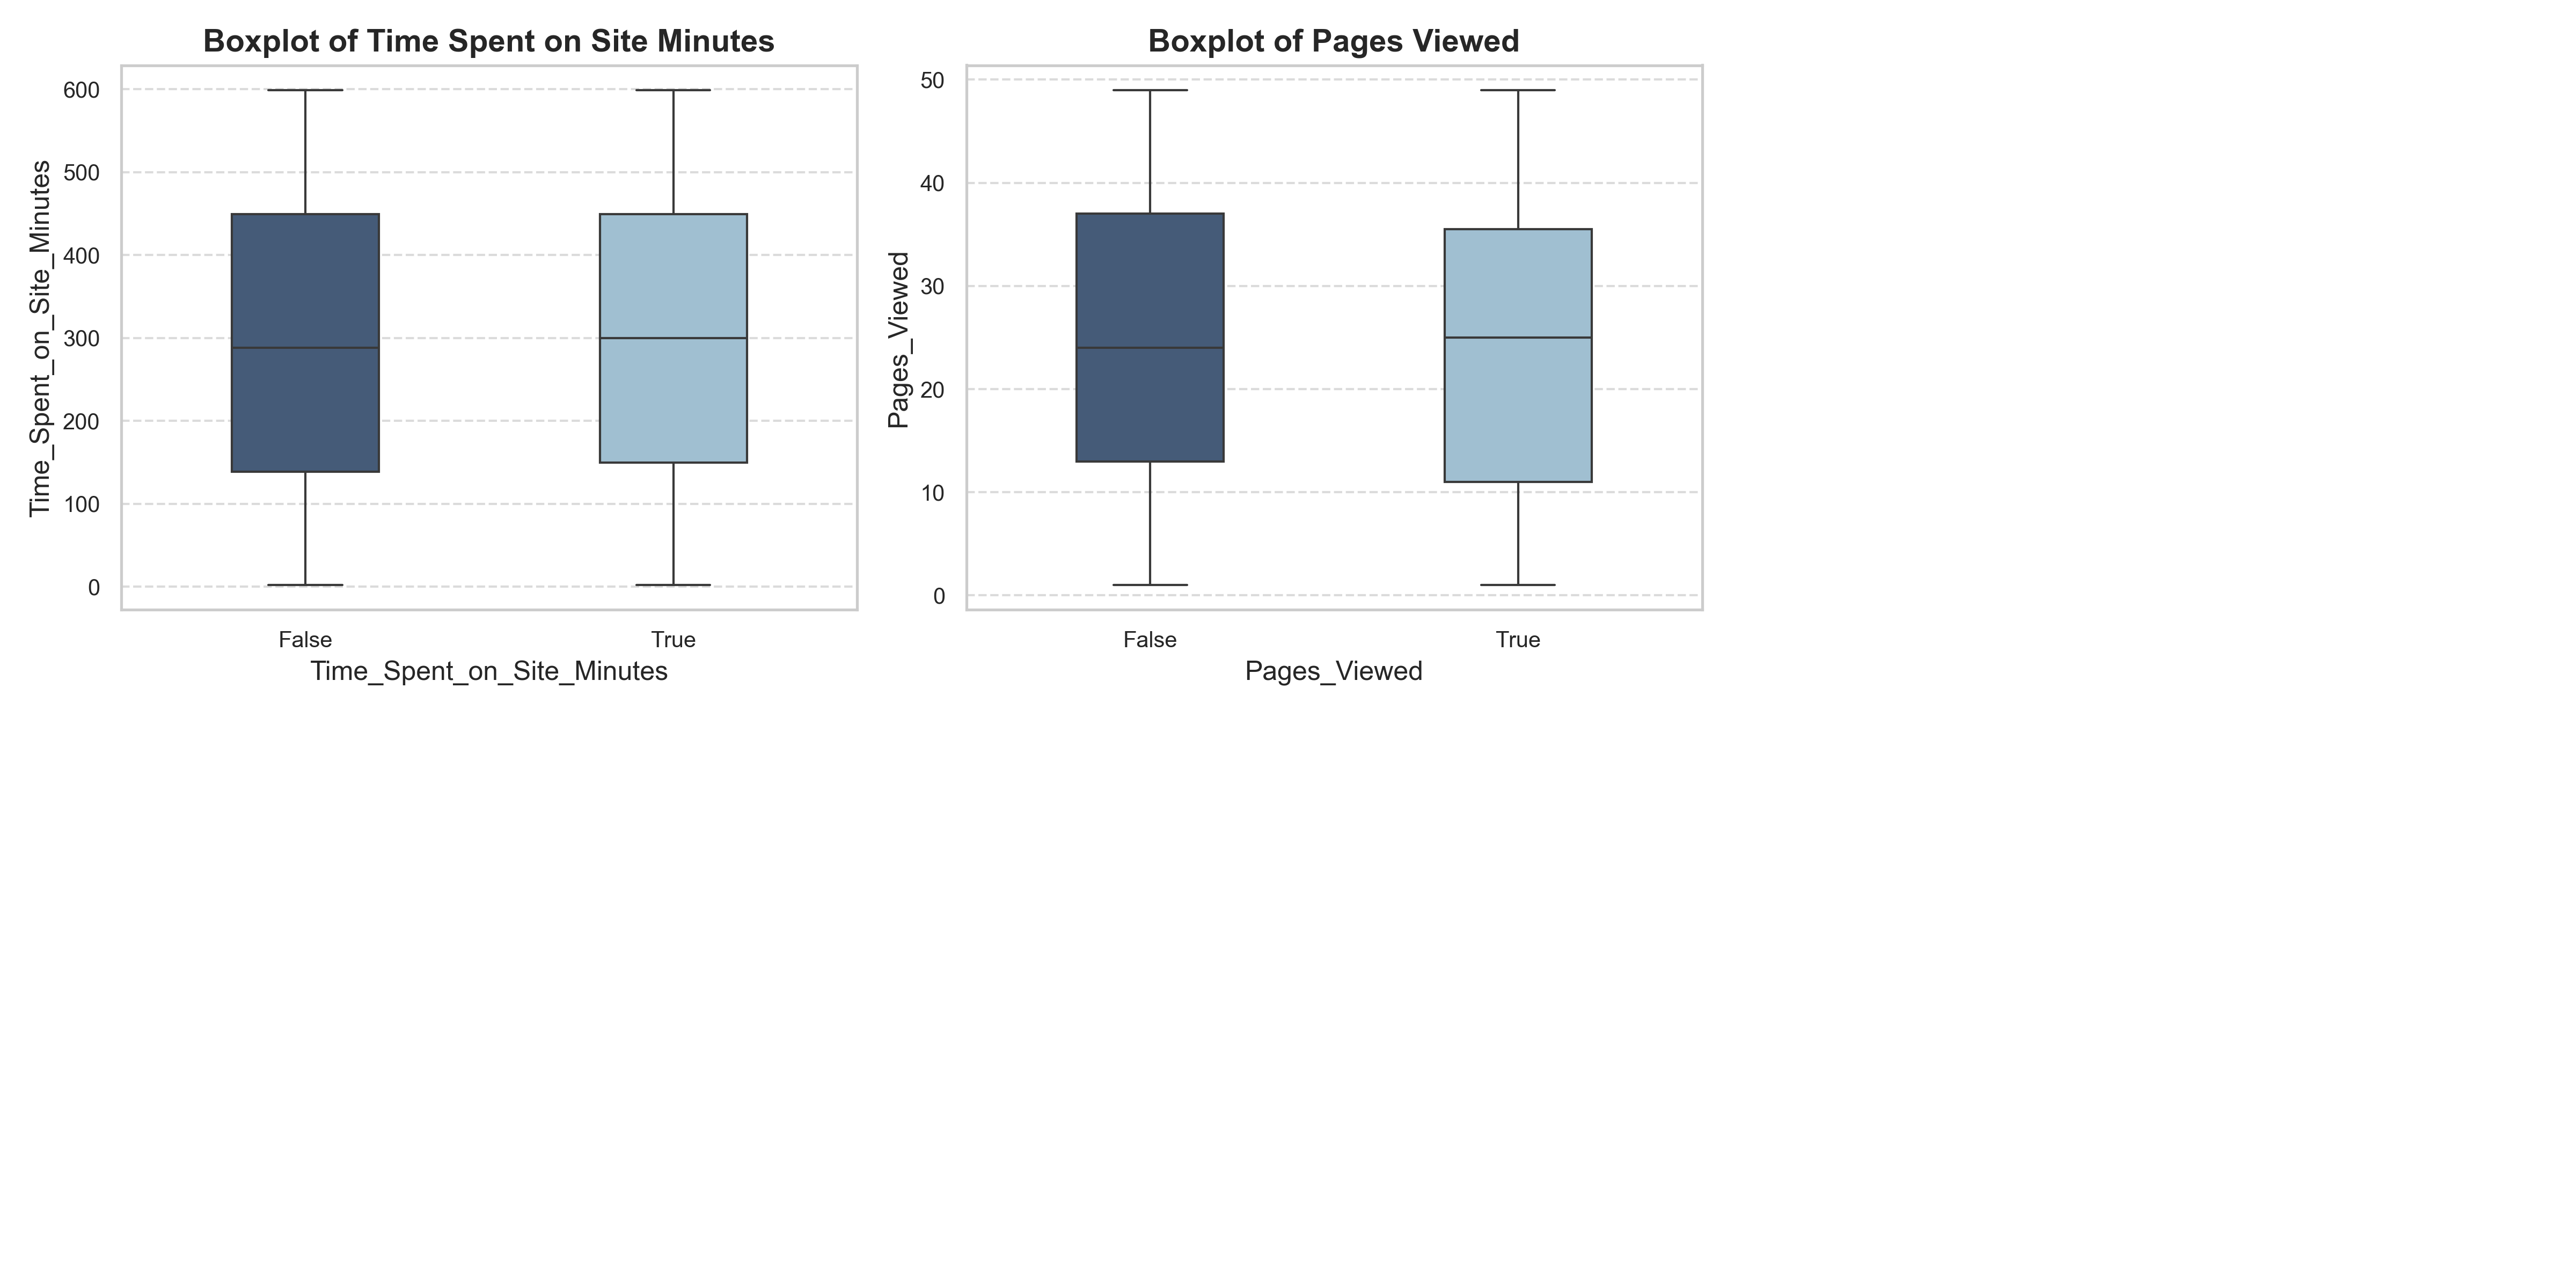 Boxplot of Time Spent on Site Minutes
Time_Spent_on_Site_Minutes
600
500
400
300
200
100
0
False True
Time_Spent_on_Site_Minutes
Boxplot of Pages Viewed
Pages_Viewed
50
40
30
20
10
0
False True
Pages_Viewed